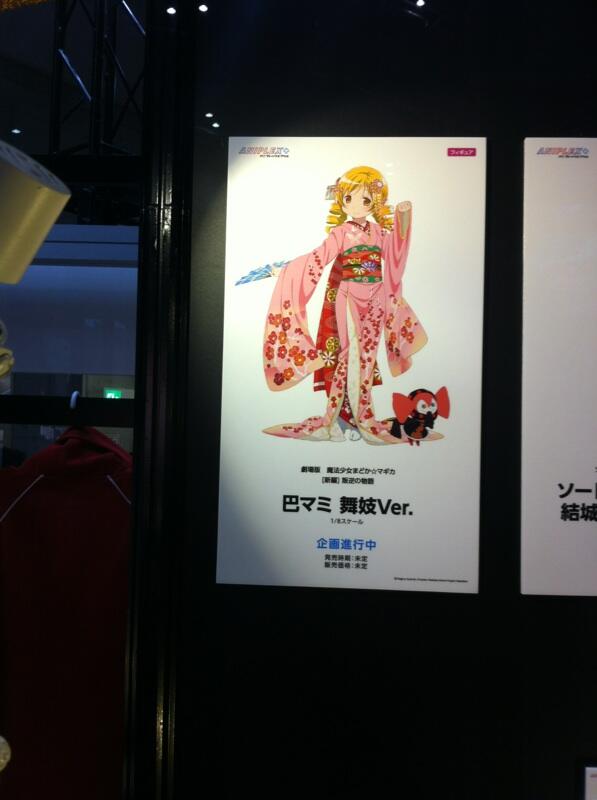 ANIPLEX+
フィギュア
劇場版 魔法少女まどか☆マギカ
[新編] 叛逆の物語
巴マミ 舞妓Ver.
1/8スケール
企画進行中
発売時期：未定
販売価格：未定
ANIPLEX+
ソード
結城